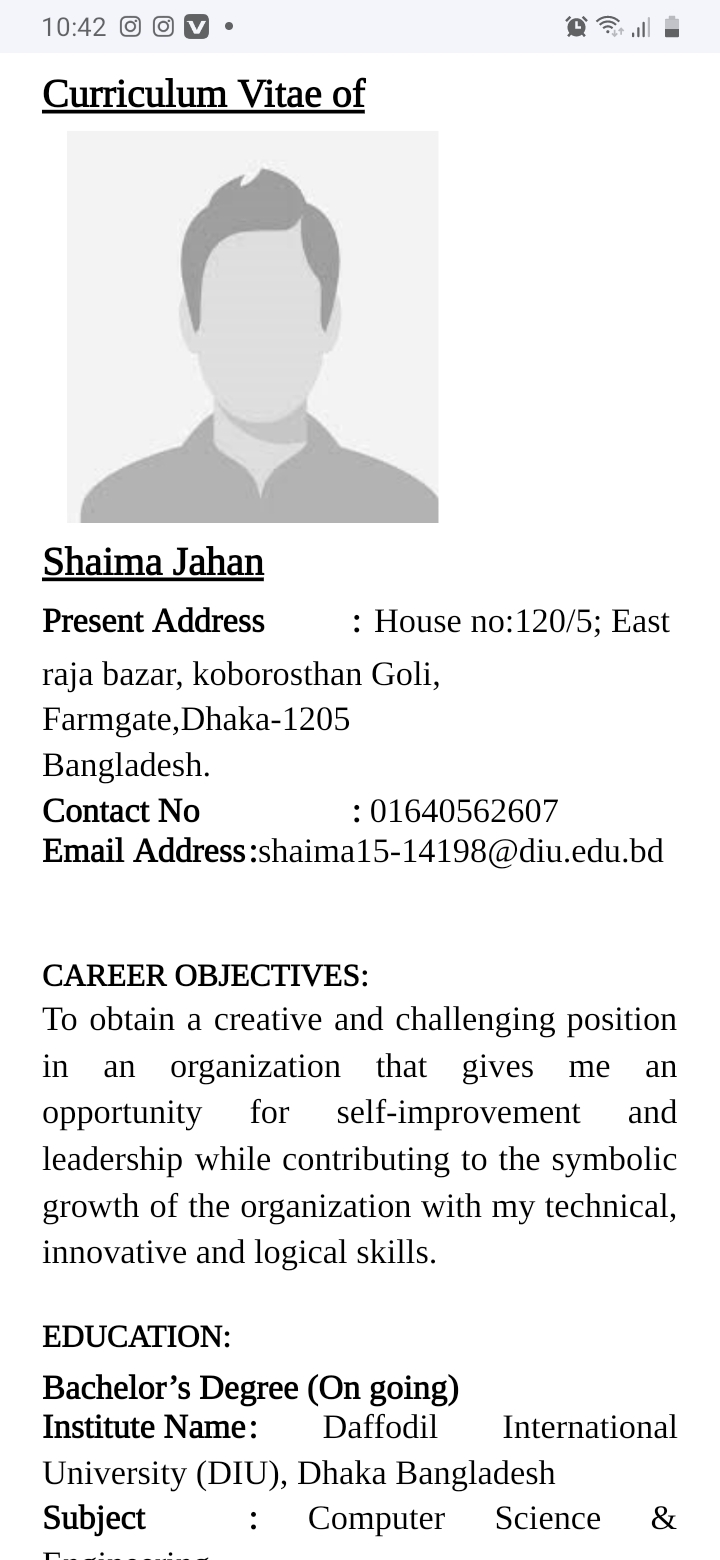 10:42
Curriculum Vitae of
Shaima Jahan
Present Address : House no:120/5; East
raja bazar, koborosthan Goli,
Farmgate,Dhaka-1205
Bangladesh.
Contact No : 01640562607
Email Address:shaima15-14198@diu.edu.bd
CAREER OBJECTIVES:
To obtain a creative and challenging position
in an organization that gives me an
opportunity for self-improvement and
leadership while contributing to the symbolic
growth of the organization with my technical,
innovative and logical skills.
EDUCATION:
Bachelor’s Degree (On going)
Institute Name: Daffodil International
University (DIU), Dhaka Bangladesh
Subject : Computer Science &
Engineering